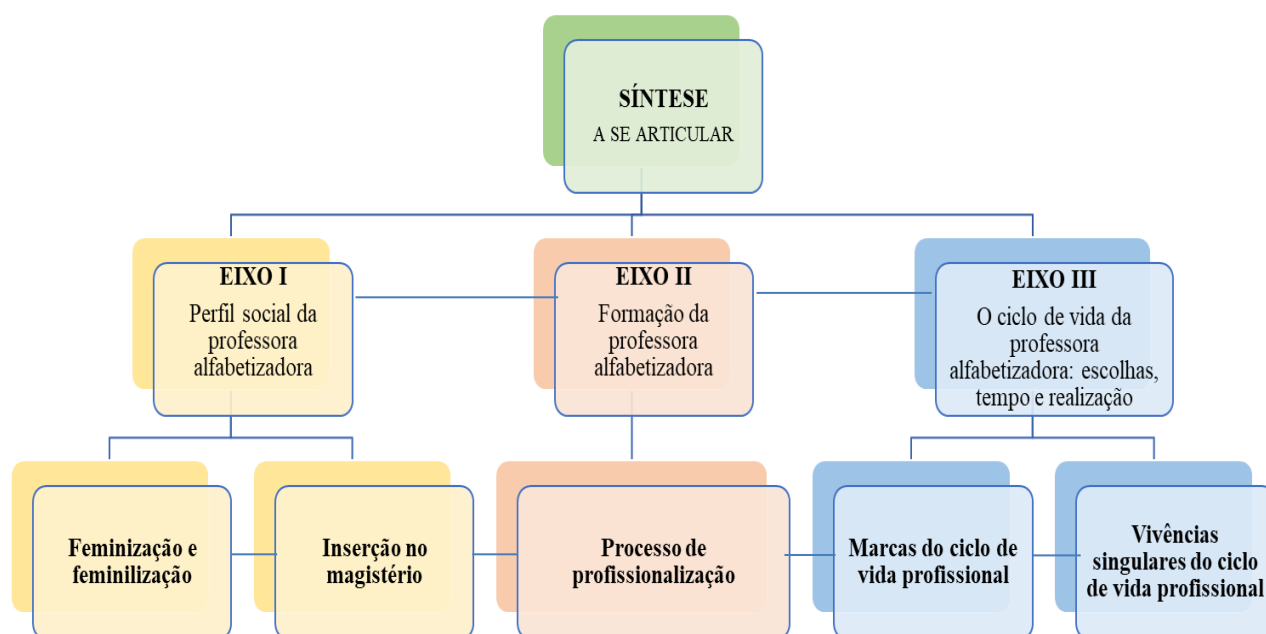 SÍNTESE
A SE ARTICULAR
EIXO I
Perfil social da
professora
alfabetizadora
EIXO II
Formação da
professora
alfabetizadora
EIXO III
O ciclo de vida da
professora
alfabetizadora: escolhas,
tempo e realização
Feminização e
feminilização
Inserção no
magistério
Processo de
profissionalização
Marcas do ciclo de
vida profissional
Vivências
singulares do ciclo
de vida profissional